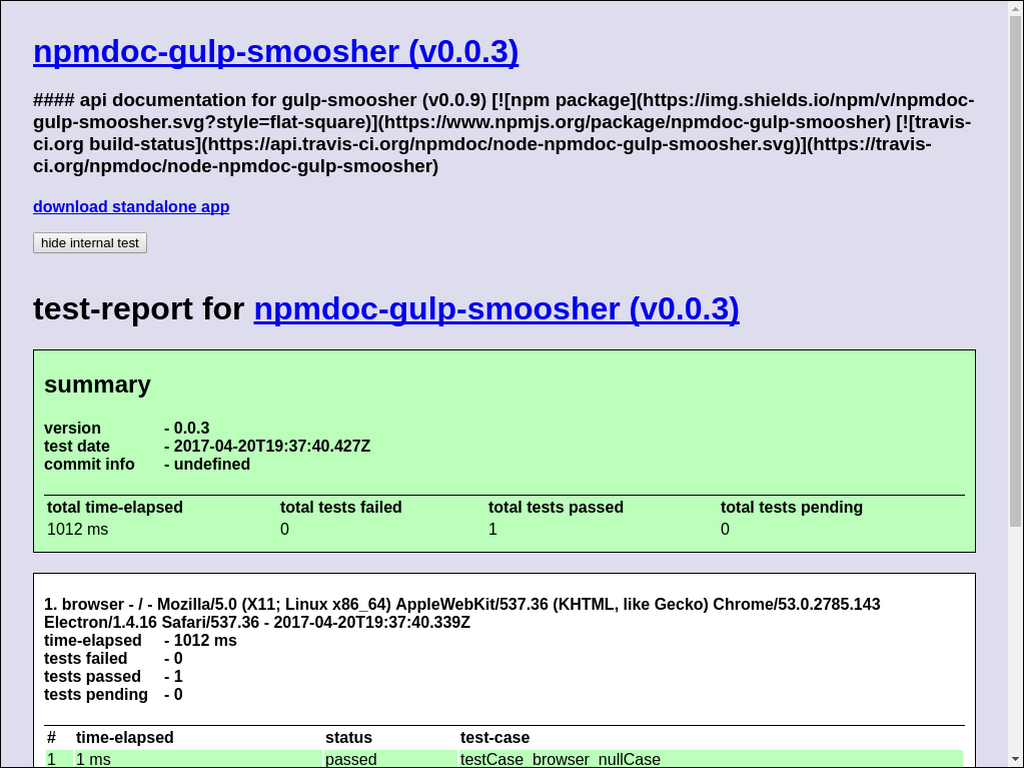 npmdoc-gulp-smoosher (v0.0.3)
#### api documentation for gulp-smoosher (v0.0.9) [![npm package](https://img.shields.io/npm/v/npmdoc-
gulp-smoosher.svg?style=flat-square)](https://www.npmjs.org/package/npmdoc-gulp-smoosher) [![travis-
ci.org build-status](https://api.travis-ci.org/npmdoc/node-npmdoc-gulp-smoosher.svg)](https://travis-
ci.org/npmdoc/node-npmdoc-gulp-smoosher)
download standalone app
hide internal test
test-report for npmdoc-gulp-smoosher (v0.0.3)
summary
version - 0.0.3
test date - 2017-04-20T19:37:40.427Z
commit info - undefined
total time-elapsed total tests failed total tests passed total tests pending
1012 ms 0 1 0
1. browser - / - Mozilla/5.0 (X11; Linux x86_64) AppleWebKit/537.36 (KHTML, like Gecko) Chrome/53.0.2785.143
Electron/1.4.16 Safari/537.36 - 2017-04-20T19:37:40.339Z
time-elapsed - 1012 ms
tests failed - 0
tests passed - 1
tests pending - 0
# time-elapsed status test-case
1 1 ms passed testCase_browser_nullCase